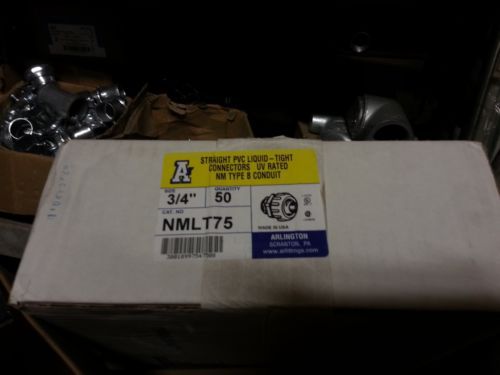 A
STRAIGHT PVC LIQUID-TIGHT
CONNECTORS UV RATED
NM TYPE B CONDUIT
SIZE
3/4"
QUANTITY
50
CAT. NO
NMLT75
MADE IN USA
ARLINGTON
SCRANTON, PA
www.aifittings.com